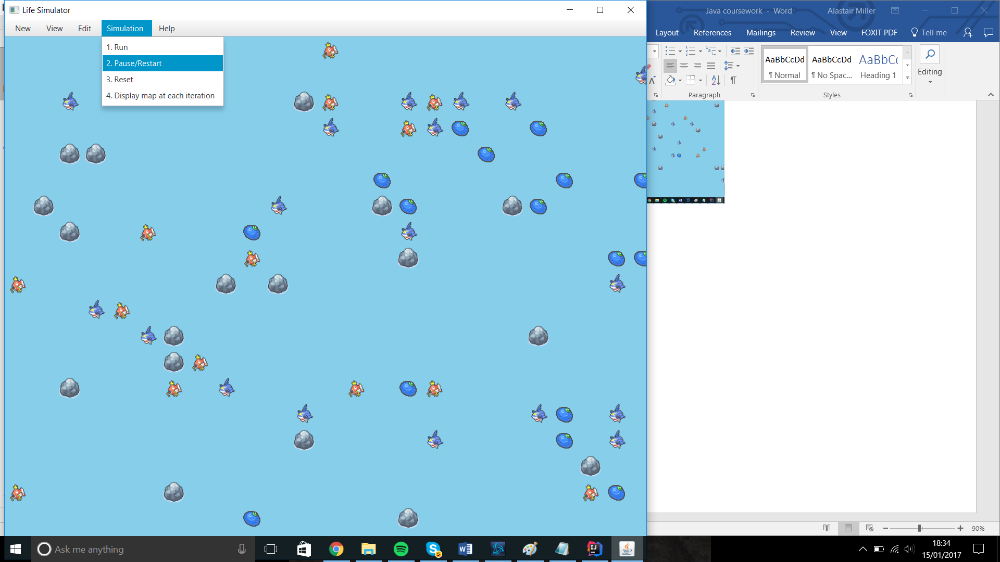 Life Simulator
New View Edit Simulation Help
1. Run
2. Pause/Restart
3. Reset
4. Display map at each iteration
Java coursework - Word Alastair Miller
Layout References Mailings Review View FOXIT PDF Tell me
AaBbCcDd AaBbCcDd AaBbCc
¶ Normal ¶ No Spac... Heading 1
Editing
Paragraph Styles
90%
Ask me anything
5
18:34
15/01/2017